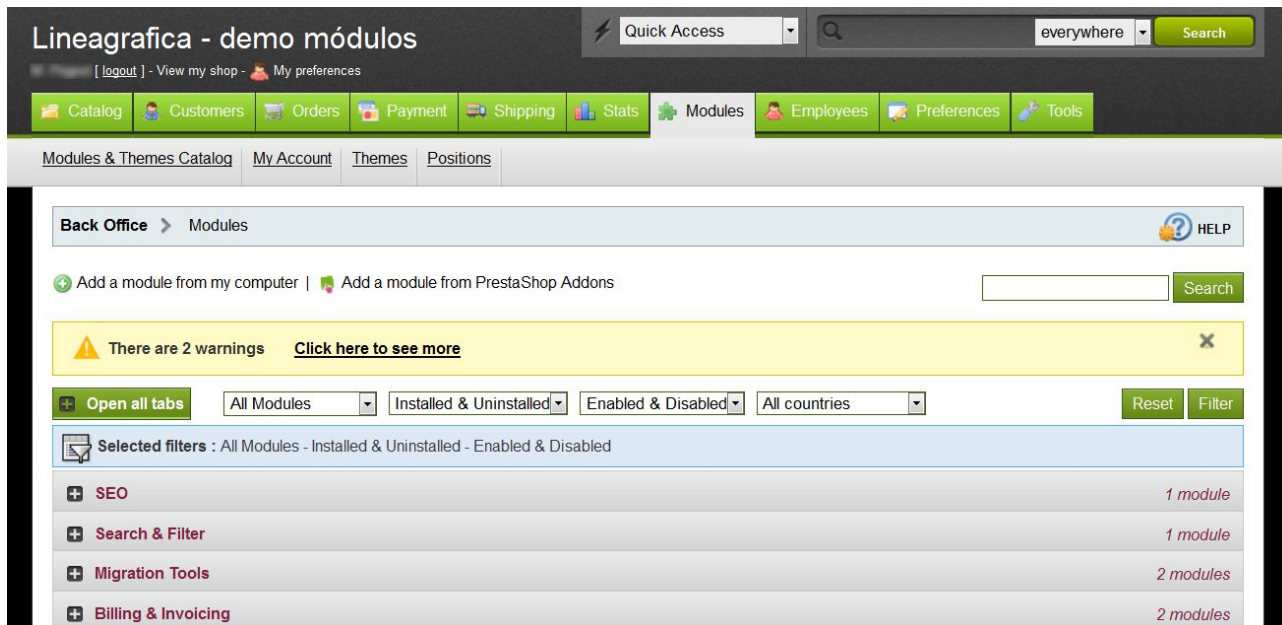 Lineagrafica - demo módulos
Quick Access
everywhere
Search
[ logout ] - View my shop - My preferences
Catalog
Customers
Orders
Payment
Shipping
Stats
Modules
Employees
Preferences
Tools
Modules & Themes Catalog
My Account
Themes
Positions
Back Office > Modules
HELP
Add a module from my computer | Add a module from PrestaShop Addons
Search
There are 2 warnings Click here to see more
Open all tabs
All Modules
Installed & Uninstalled
Enabled & Disabled
All countries
Reset
Filter
Selected filters : All Modules - Installed & Uninstalled - Enabled & Disabled
SEO 1 module
Search & Filter 1 module
Migration Tools 2 modules
Billing & Invoicing 2 modules